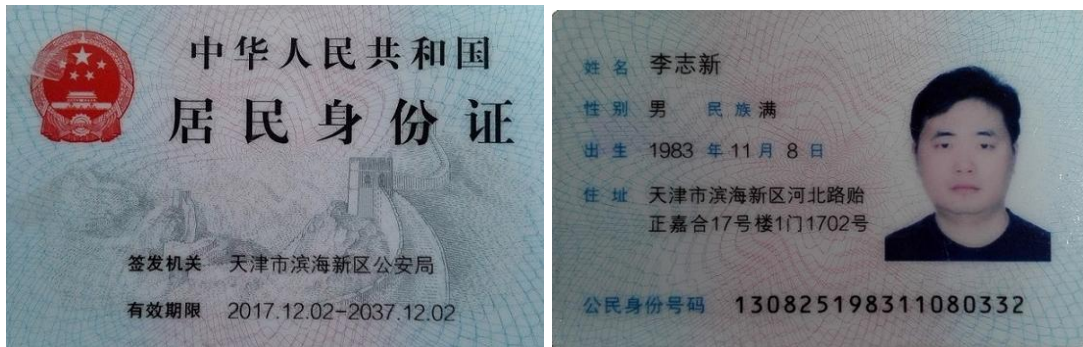 中华人民共和国
居民身份证
签发机关 天津市滨海新区公安局
有效期限 2017.12.02-2037.12.02
姓名 李志新
性别 男 民族 满
出生 1983 年 11 月 8 日
住址 天津市滨海新区河北路贻
正嘉合17号楼1门1702号
公民身份号码 130825198311080332